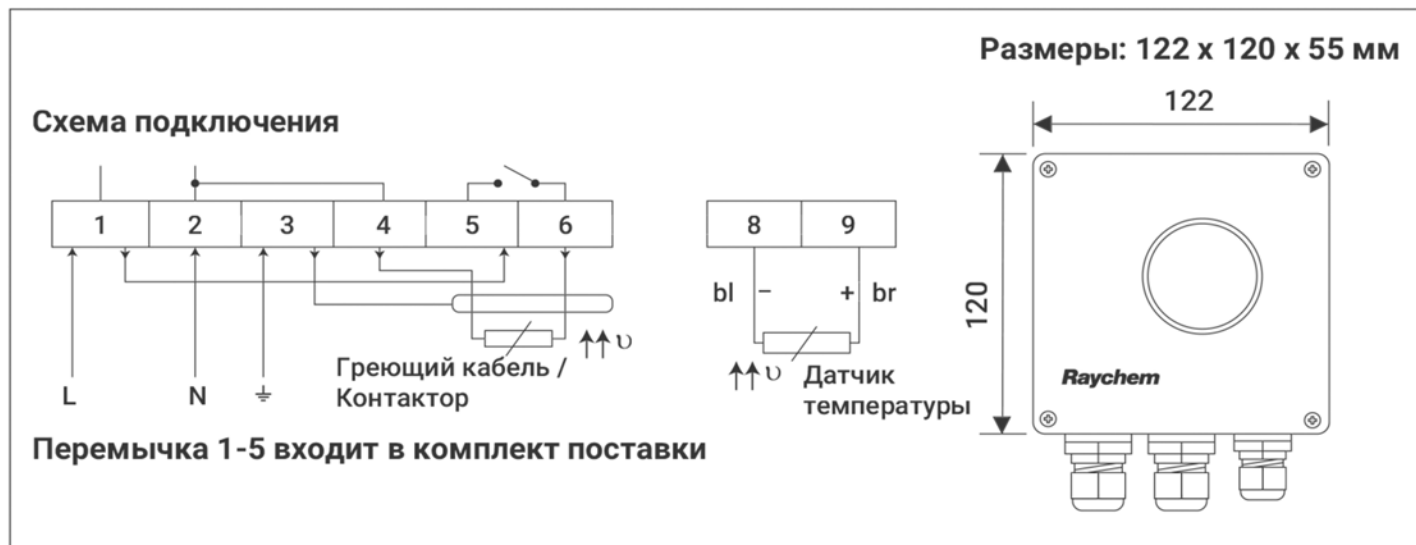 Размеры: 122 x 120 x 55 мм
122
Схема подключения
1 2 3 4 5 6
8 9
bl − + br
120
υ
Греющий кабель /
Контактор
υ
Датчик
температуры
Raychem
L N
Перемычка 1-5 входит в комплект поставки